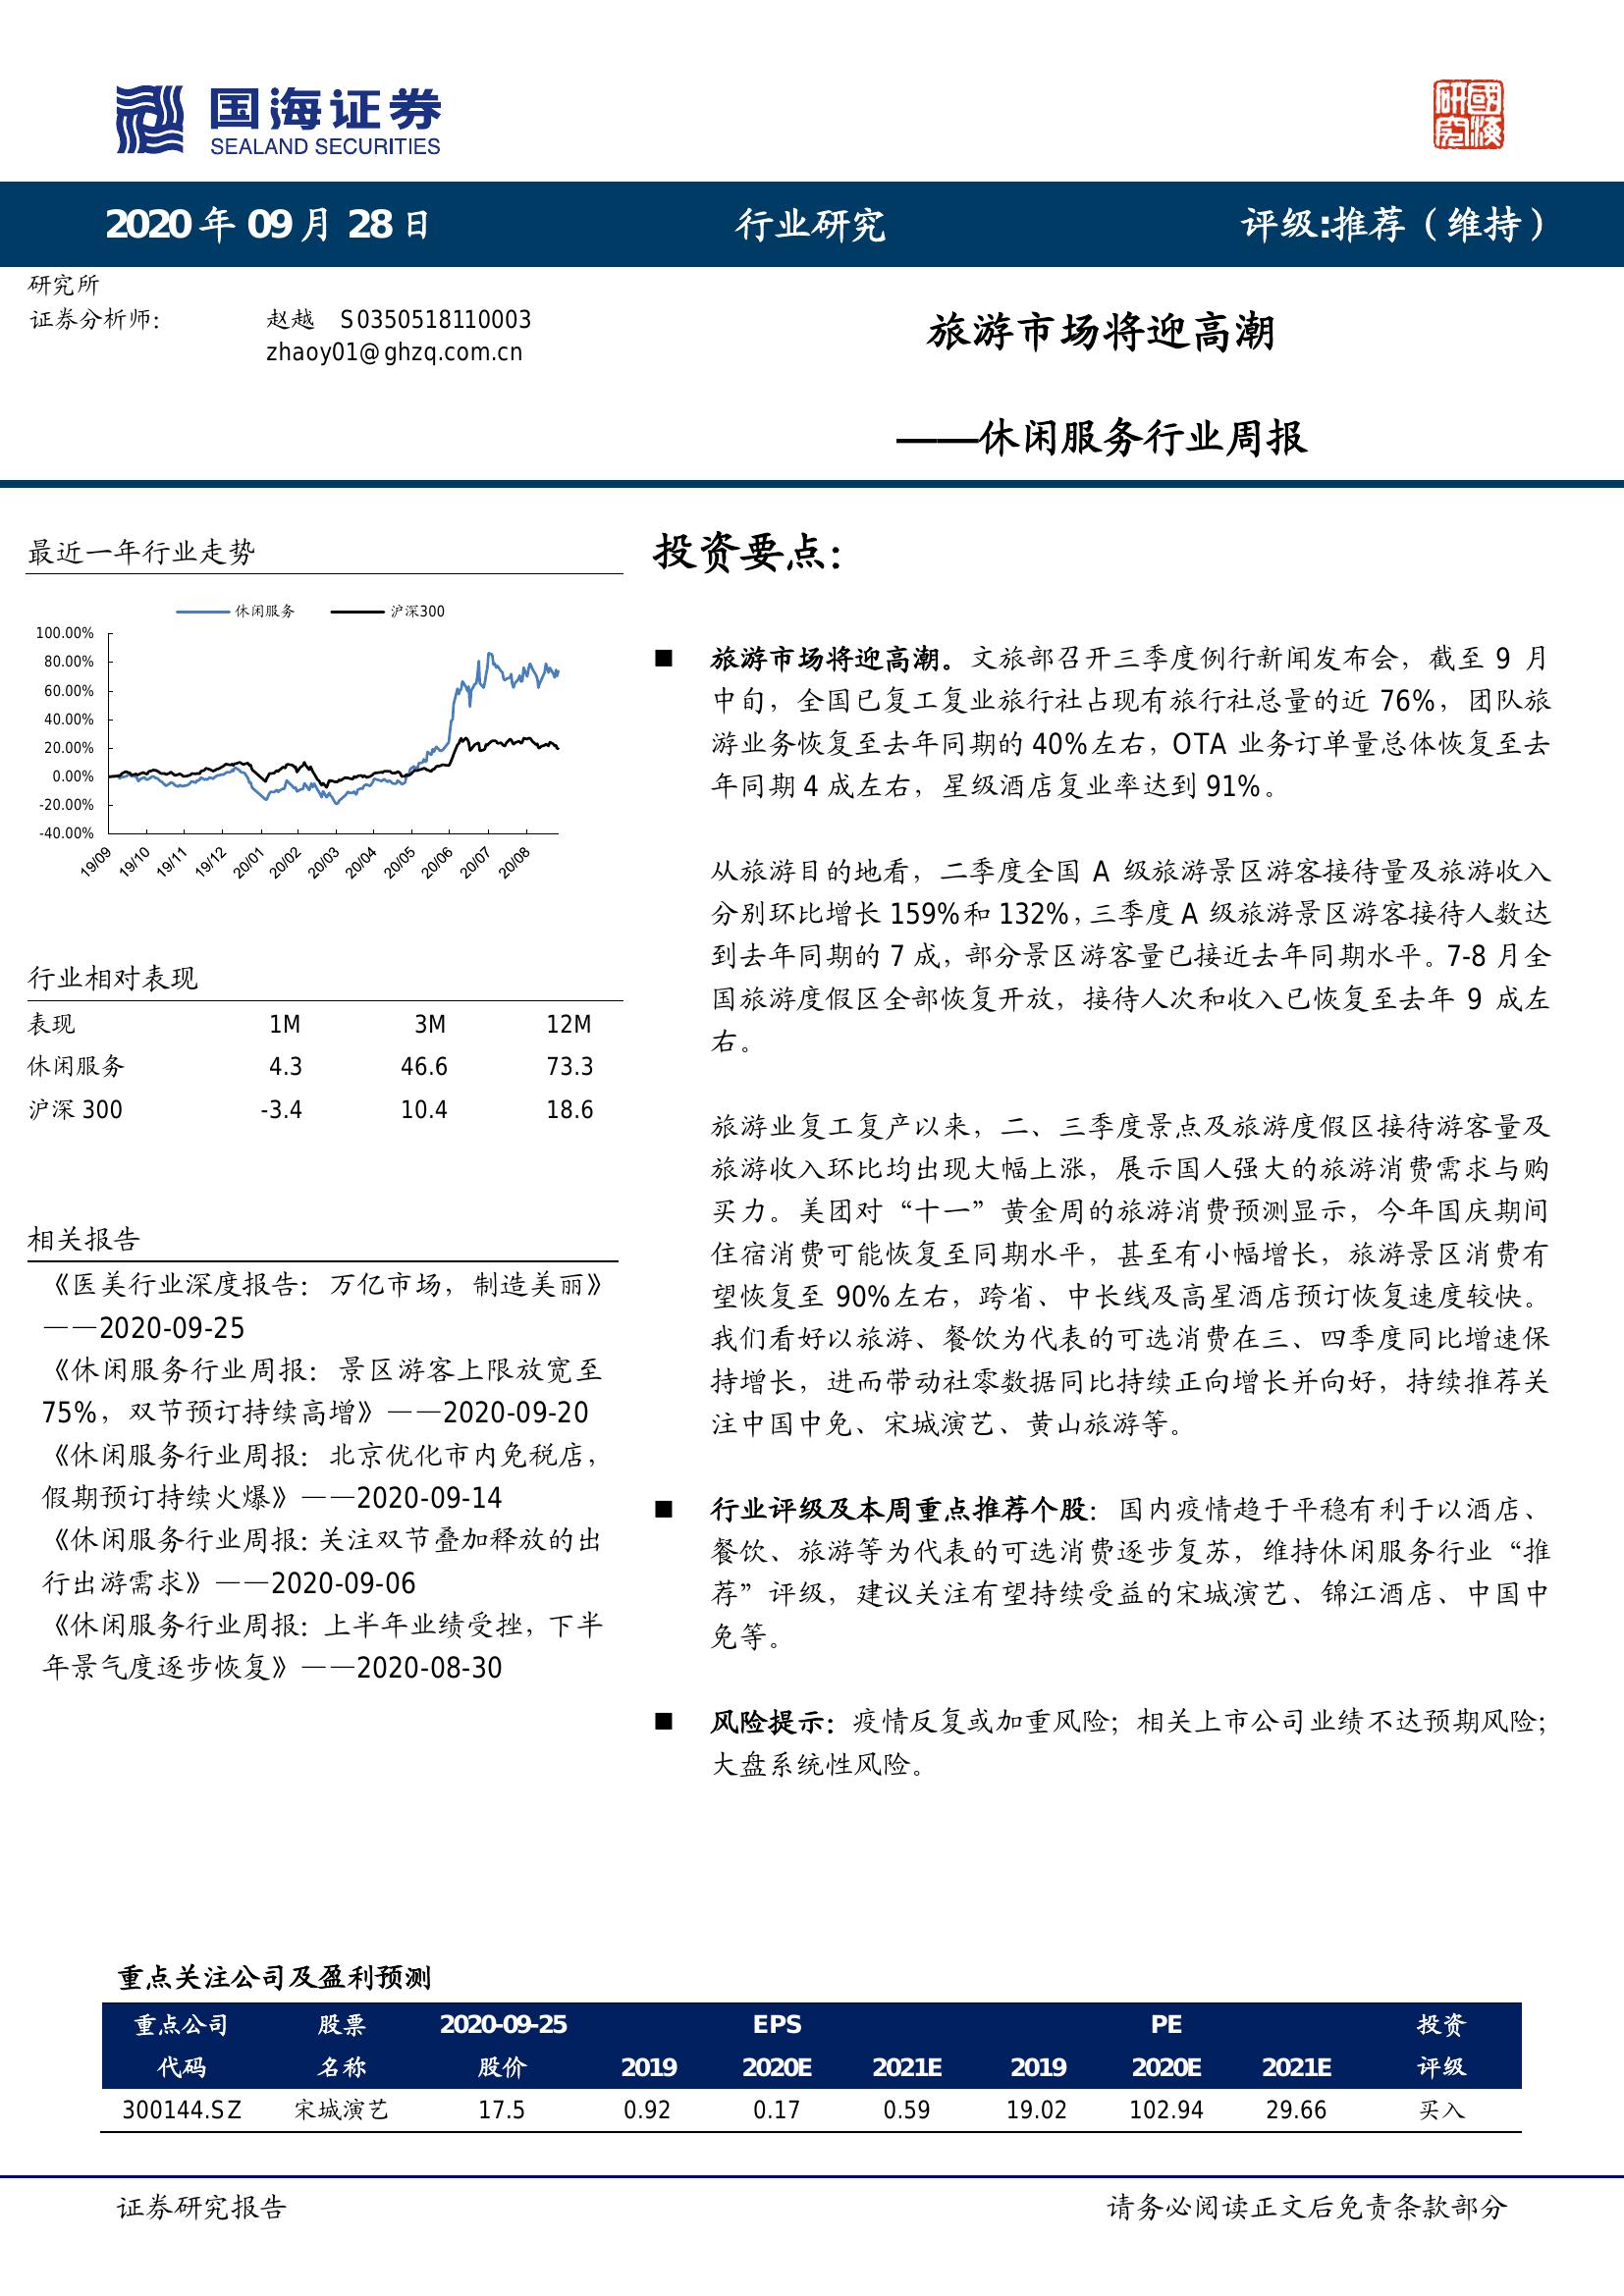 国海证券
SEALAND SECURITIES
國海
研究
2020 年 09 月 28 日
行业研究
评级:推荐（维持）
研究所
证券分析师：
赵越 S0350518110003
zhaoy01@ghzq.com.cn
旅游市场将迎高潮
——休闲服务行业周报
最近一年行业走势
休闲服务
沪深300
100.00%
80.00%
60.00%
40.00%
20.00%
0.00%
-20.00%
-40.00%
19/09
19/10
19/11
19/12
20/01
20/02
20/03
20/04
20/05
20/06
20/07
20/08
行业相对表现
表现 1M 3M 12M
休闲服务 4.3 46.6 73.3
沪深 300 -3.4 10.4 18.6
相关报告
《医美行业深度报告：万亿市场，制造美丽》
——2020-09-25
《休闲服务行业周报：景区游客上限放宽至
75%，双节预订持续高增》——2020-09-20
《休闲服务行业周报：北京优化市内免税店，
假期预订持续火爆》——2020-09-14
《休闲服务行业周报：关注双节叠加释放的出
行出游需求》——2020-09-06
《休闲服务行业周报：上半年业绩受挫，下半
年景气度逐步恢复》——2020-08-30
投资要点：
■ 旅游市场将迎高潮。文旅部召开三季度例行新闻发布会，截至 9 月
中旬，全国已复工复业旅行社占现有旅行社总量的近 76%，团队旅
游业务恢复至去年同期的 40%左右，OTA 业务订单量总体恢复至去
年同期 4 成左右，星级酒店复业率达到 91%。
从旅游目的地看，二季度全国 A 级旅游景区游客接待量及旅游收入
分别环比增长 159%和 132%，三季度 A 级旅游景区游客接待人数达
到去年同期的 7 成，部分景区游客量已接近去年同期水平。7-8 月全
国旅游度假区全部恢复开放，接待人次和收入已恢复至去年 9 成左
右。
旅游业复工复产以来，二、三季度景点及旅游度假区接待游客量及
旅游收入环比均出现大幅上涨，展示国人强大的旅游消费需求与购
买力。美团对“十一”黄金周的旅游消费预测显示，今年国庆期间
住宿消费可能恢复至同期水平，甚至有小幅增长，旅游景区消费有
望恢复至 90%左右，跨省、中长线及高星酒店预订恢复速度较快。
我们看好以旅游、餐饮为代表的可选消费在三、四季度同比增速保
持增长，进而带动社零数据同比持续正向增长并向好，持续推荐关
注中国中免、宋城演艺、黄山旅游等。
■ 行业评级及本周重点推荐个股：国内疫情趋于平稳有利于以酒店、
餐饮、旅游等为代表的可选消费逐步复苏，维持休闲服务行业“推
荐”评级，建议关注有望持续受益的宋城演艺、锦江酒店、中国中
免等。
■ 风险提示：疫情反复或加重风险；相关上市公司业绩不达预期风险；
大盘系统性风险。
重点关注公司及盈利预测
重点公司 股票 2020-09-25 EPS PE 投资
代码 名称 股价 2019 2020E 2021E 2019 2020E 2021E 评级
300144.SZ 宋城演艺 17.5 0.92 0.17 0.59 19.02 102.94 29.66 买入
证券研究报告
请务必阅读正文后免责条款部分